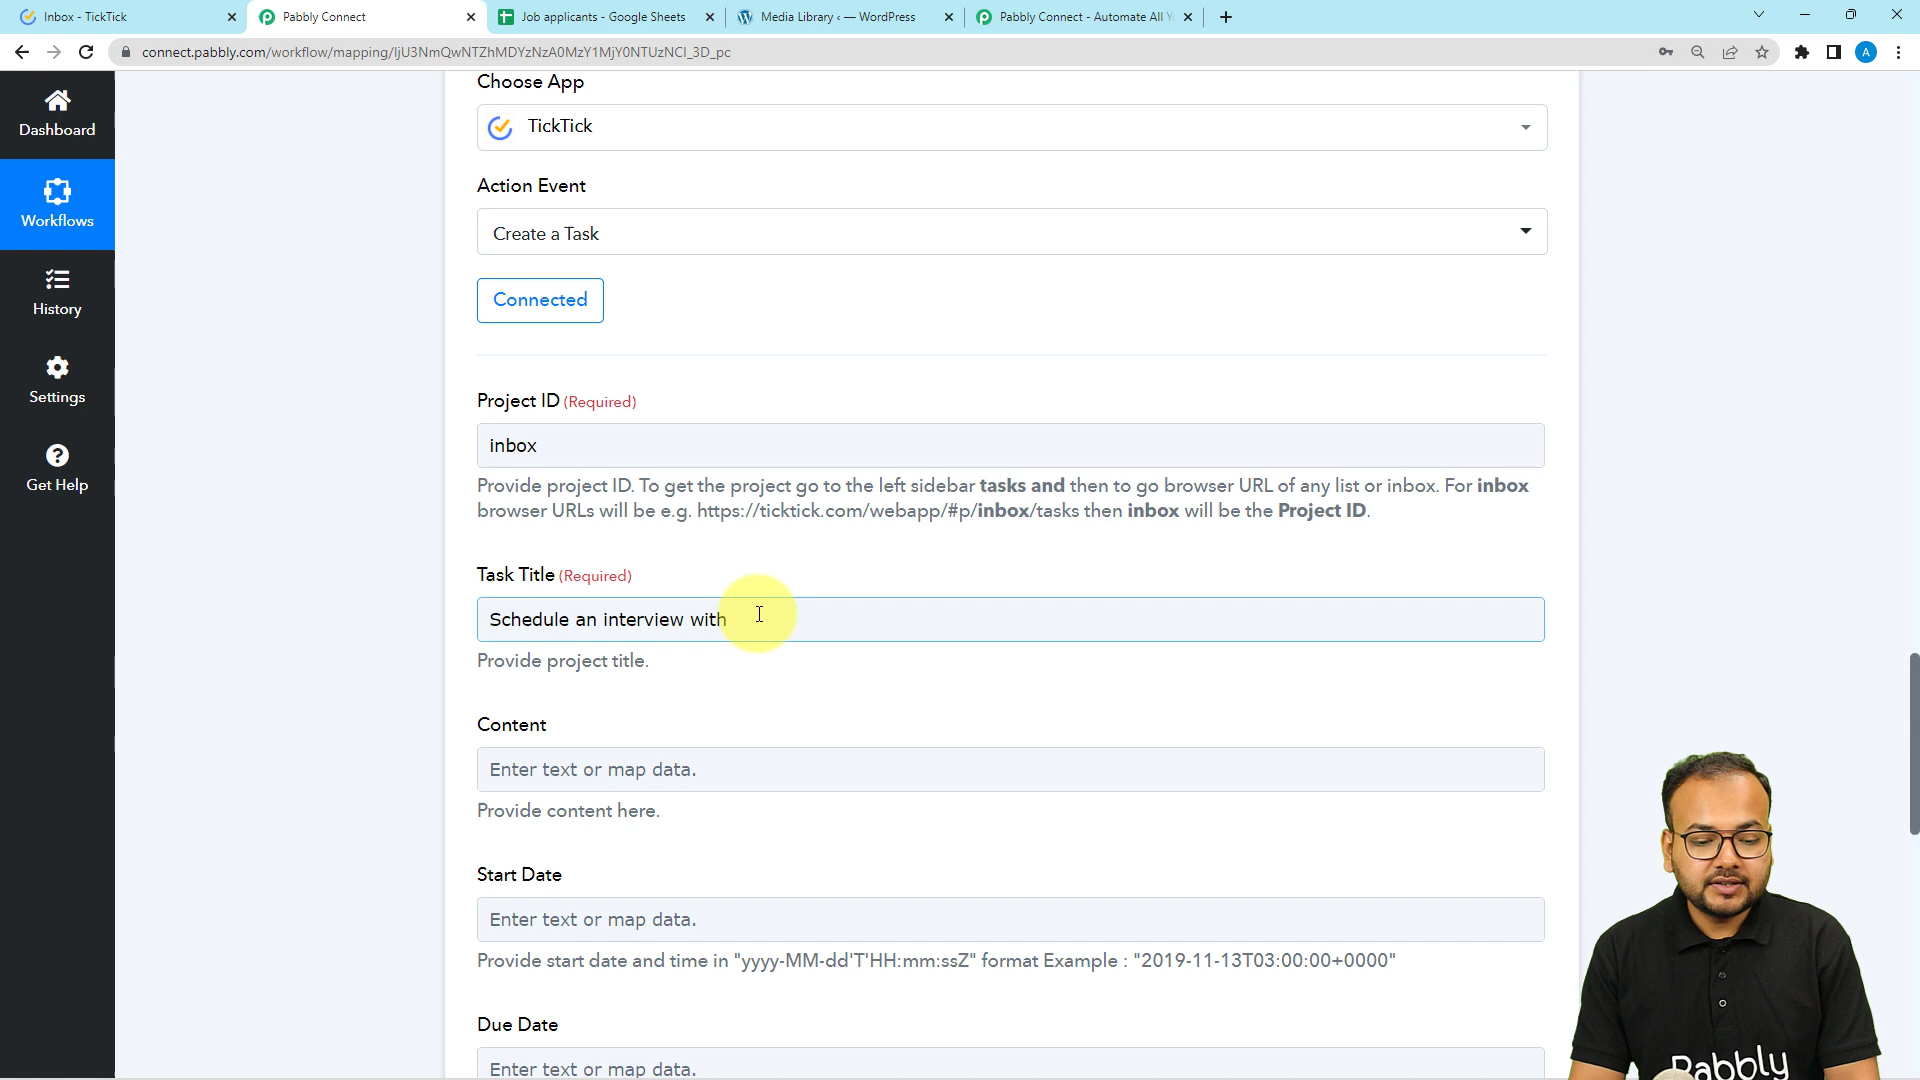 Inbox - TickTick
Pabbly Connect
Job applicants - Google Sheets
Media Library ‹ — WordPress
Pabbly Connect - Automate All Y
connect.pabbly.com/workflow/mapping/IjU3NmQwNTZhMDYzNzA0MzY1MjY0NTUzNCI_3D_pc
A
Dashboard
Workflows
History
Settings
Get Help
Choose App
TickTick
Action Event
Create a Task
Connected
Project ID (Required)
inbox
Provide project ID. To get the project go to the left sidebar tasks and then to go browser URL of any list or inbox. For inbox
browser URLs will be e.g. https://ticktick.com/webapp/#p/inbox/tasks then inbox will be the Project ID.
Task Title (Required)
Schedule an interview with
Provide project title.
Content
Enter text or map data.
Provide content here.
Start Date
Enter text or map data.
Provide start date and time in "yyyy-MM-dd'T'HH:mm:ssZ" format Example : "2019-11-13T03:00:00+0000"
Due Date
Enter text or map data.
Pabbly